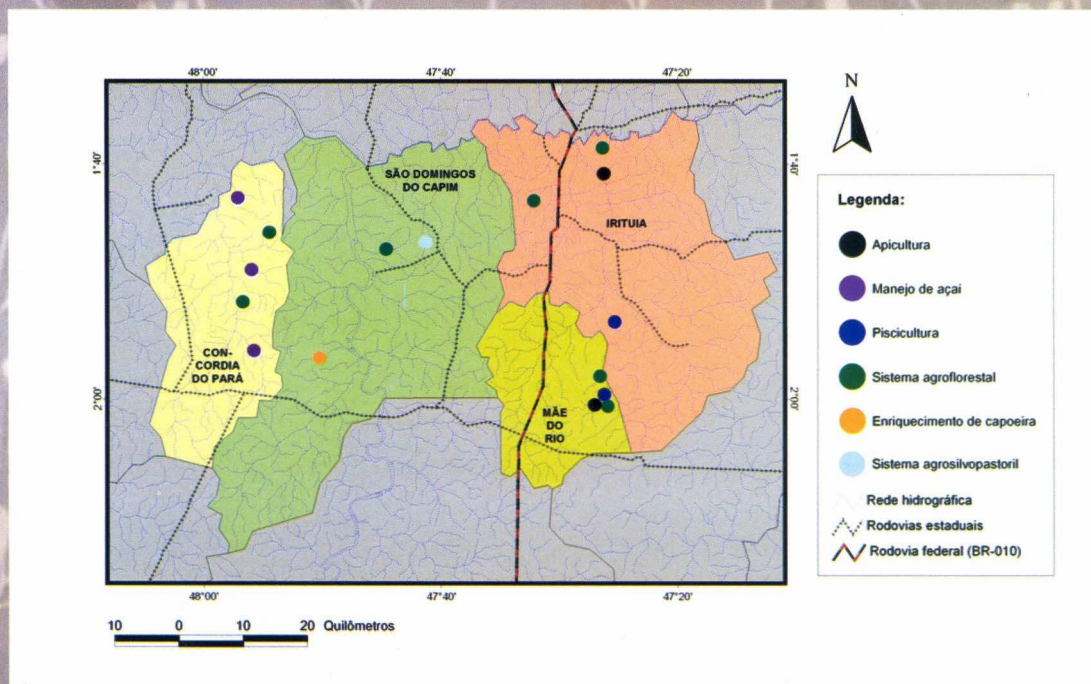 48°00'
47°40'
47°20'
N
1°40'
1°40'
SÃO DOMINGOS
DO CAPIM
IRITUIA
CON-
CORDIA
DO PARÁ
MÃE
DO
RIO
2°00'
2°00'
48°00'
47°40'
47°20'
10 0 10 20 Quilômetros
Legenda:
Apicultura
Manejo de açaí
Piscicultura
Sistema agroflorestal
Enriquecimento de capoeira
Sistema agrosilvopastoril
Rede hidrográfica
Rodovias estaduais
Rodovia federal (BR-010)